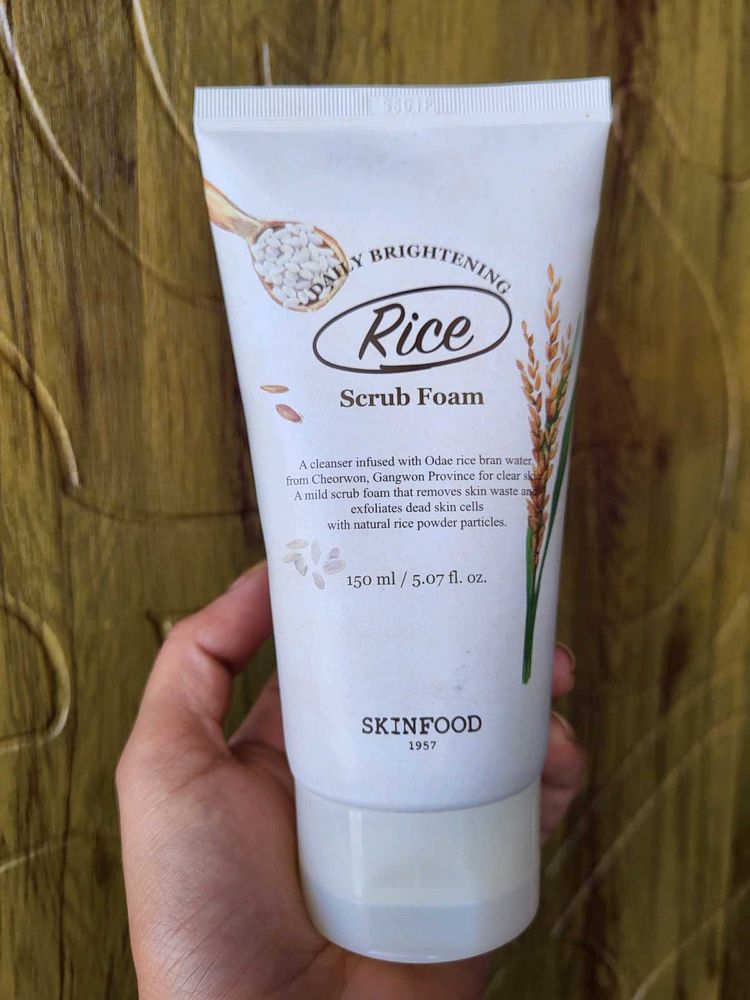 DAILY BRIGHTENING
Rice
Scrub Foam
A cleanser infused with Odae rice bran water
from Cheorwon, Gangwon Province for clear skin.
A mild scrub foam that removes skin waste and
exfoliates dead skin cells
with natural rice powder particles.
150 ml / 5.07 fl. oz.
SKINFOOD
1957